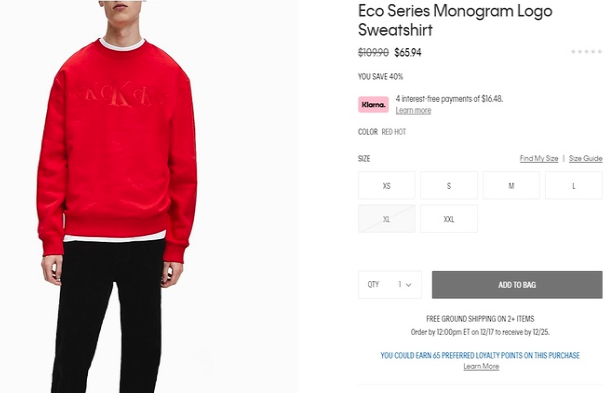 Eco Series Monogram Logo
Sweatshirt
$109.90 $65.94
YOU SAVE 40%
Klarna. 4 interest-free payments of $16.48.
Learn more
COLOR RED HOT
SIZE Find My Size | Size Guide
XS S M L
XL XXL
QTY 1 ADD TO BAG
FREE GROUND SHIPPING ON 2+ ITEMS
Order by 12:00pm ET on 12/17 to receive by 12/25.
YOU COULD EARN 65 PREFERRED LOYALTY POINTS ON THIS PURCHASE
Learn More